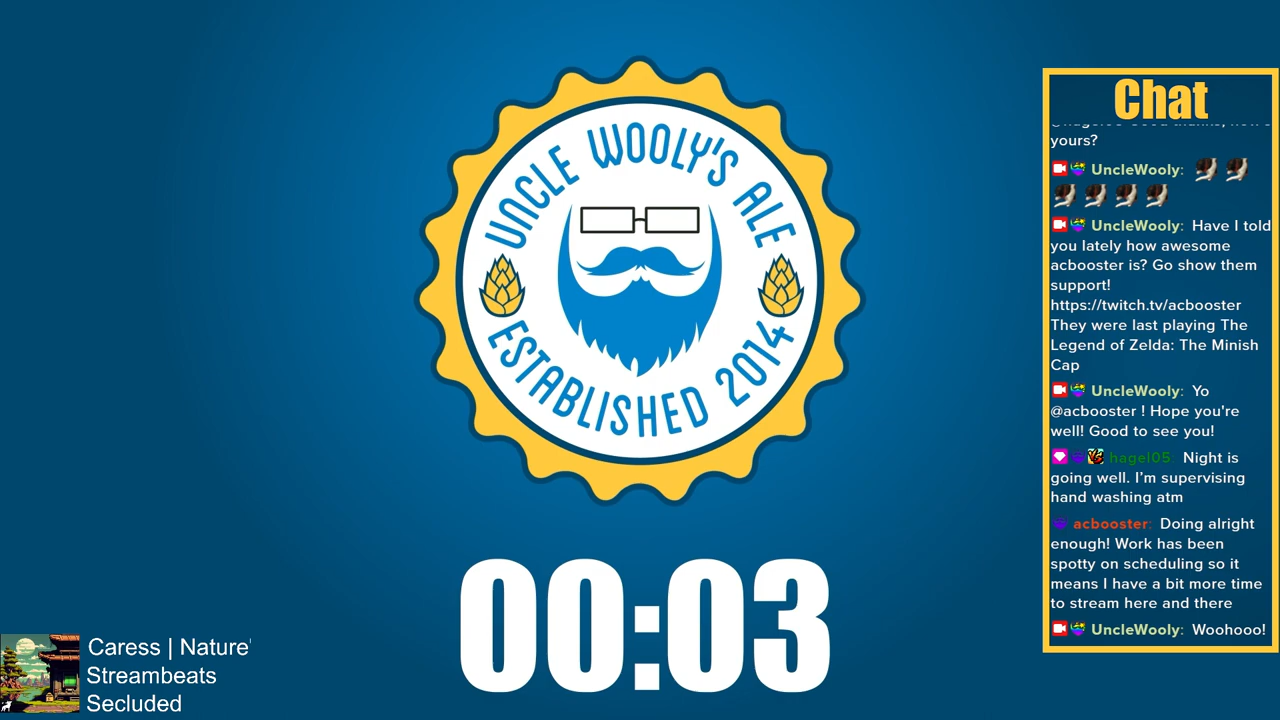 UNCLE WOOLY'S ALE
ESTABLISHED 2014
00:03
Caress | Nature'
Streambeats
Secluded
Chat
yours?
UncleWooly:
UncleWooly: Have I told
you lately how awesome
acbooster is? Go show them
support!
https://twitch.tv/acbooster
They were last playing The
Legend of Zelda: The Minish
Cap
UncleWooly: Yo
@acbooster ! Hope you're
well! Good to see you!
hagel05: Night is
going well. I'm supervising
hand washing atm
acbooster: Doing alright
enough! Work has been
spotty on scheduling so it
means I have a bit more time
to stream here and there
UncleWooly: Woohooo!